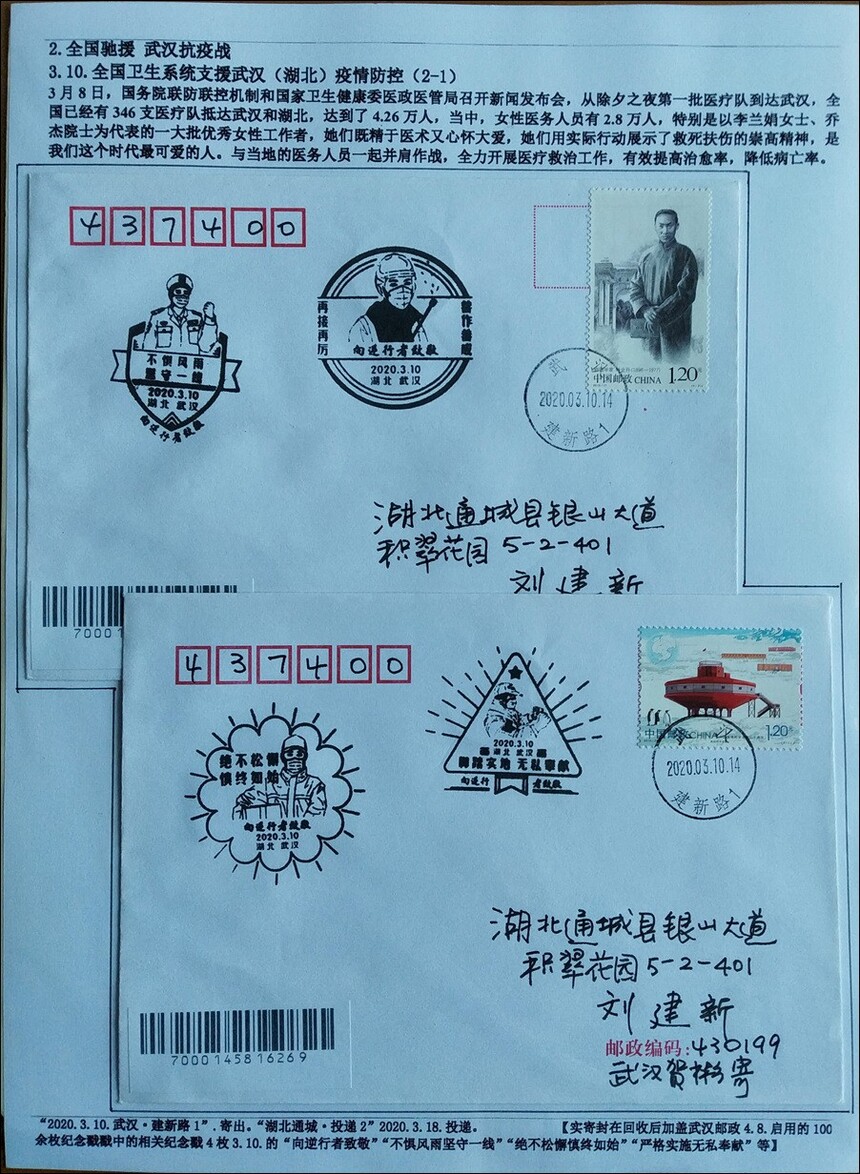 2.全国驰援 武汉抗疫战
3.10.全国卫生系统支援武汉（湖北）疫情防控（2-1）
3月8日，国务院联防联控机制和国家卫生健康委医政医管局召开新闻发布会，从除夕之夜第一批医疗队到达武汉，全
国已经有346支医疗队抵达武汉和湖北，达到了4.26万人，当中，女性医务人员有2.8万人，特别是以李兰娟女士、乔
杰院士为代表的一大批优秀女性工作者，她们既精于医术又心怀大爱，她们用实际行动展示了救死扶伤的崇高精神，是
我们这个时代最可爱的人。与当地的医务人员一起并肩作战，全力开展医疗救治工作，有效提高治愈率，降低病亡率。
437400
不惧风雨
坚守一线
2020.3.10
湖北 武汉
向逆行者致敬
再接再厉
善作善成
向逆行者致敬
2020.3.10
湖北 武汉
中国邮政 CHINA 1.20元
武汉
2020.03.10.14
建新路1
湖北通城县银山大道
积翠花园 5-2-401
刘建新
70001
437400
绝不松懈
慎终如始
向逆行者致敬
2020.3.10
湖北 武汉
2020.3.10
湖北 武汉
脚踏实地 无私奉献
向逆行者致敬
中国邮政CHINA 1.20元
2020.03.10.14
建新路1
湖北通城县银山大道
积翠花园 5-2-401
刘建新
邮政编码:430199
武汉贺彬寄
7000145816269
“2020.3.10.武汉·建新路1”.寄出。“湖北通城·投递2”2020.3.18.投递。 【实寄封在回收后加盖武汉邮政4.8.启用的100
余枚纪念戳戳中的相关纪念戳4枚3.10.的“向逆行者致敬”“不惧风雨坚守一线”“绝不松懈慎终如始”“严格实施无私奉献”等】